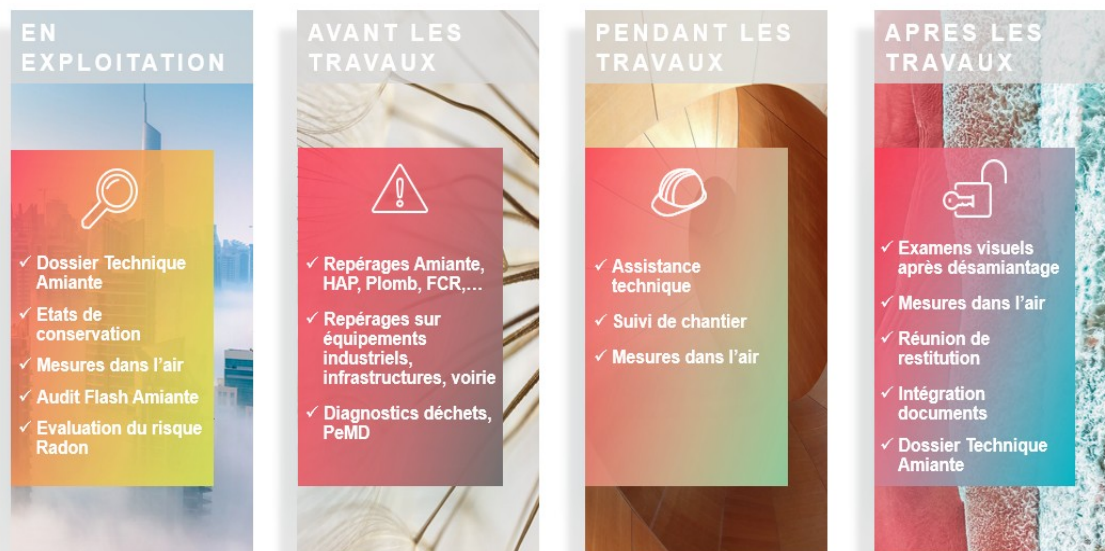 EN
EXPLOITATION
✓ Dossier Technique
Amiante
✓ Etats de
conservation
✓ Mesures dans l’air
✓ Audit Flash Amiante
✓ Evaluation du risque
Radon
AVANT LES
TRAVAUX
✓ Repérages Amiante,
HAP, Plomb, FCR,…
✓ Repérages sur
équipements
industriels,
infrastructures, voirie
✓ Diagnostics déchets,
PeMD
PENDANT LES
TRAVAUX
✓ Assistance
technique
✓ Suivi de chantier
✓ Mesures dans l’air
APRES LES
TRAVAUX
✓ Examens visuels
après désamiantage
✓ Mesures dans l’air
✓ Réunion de
restitution
✓ Intégration
documents
✓ Dossier Technique
Amiante